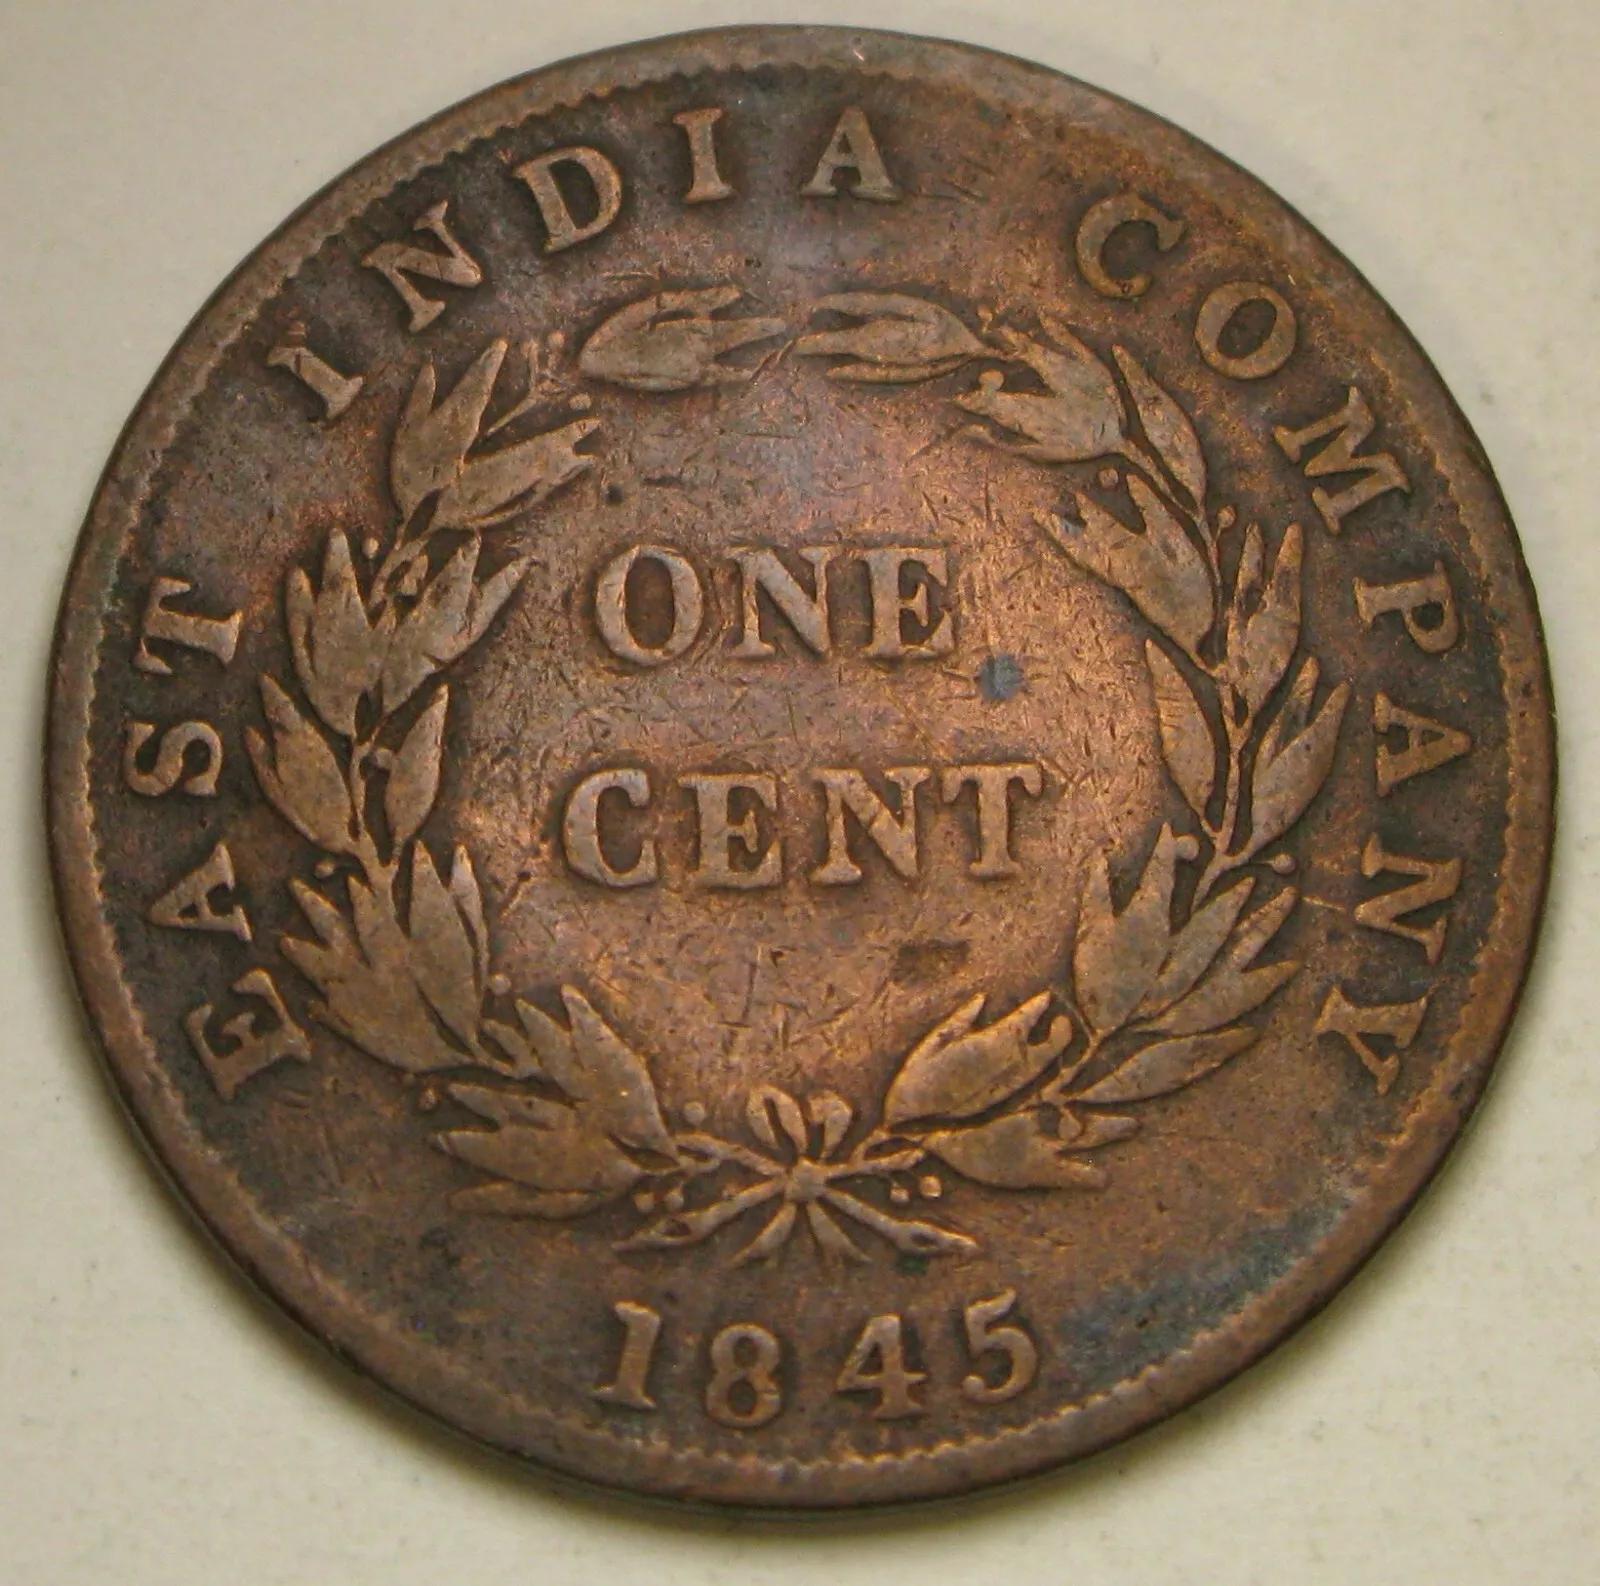 EAST INDIA COMPANY
ONE
CENT
1845